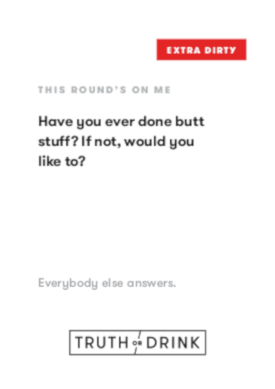 EXTRA DIRTY
THIS ROUND'S ON ME
Have you ever done butt
stuff? If not, would you
like to?
Everybody else answers.
TRUTH OR DRINK